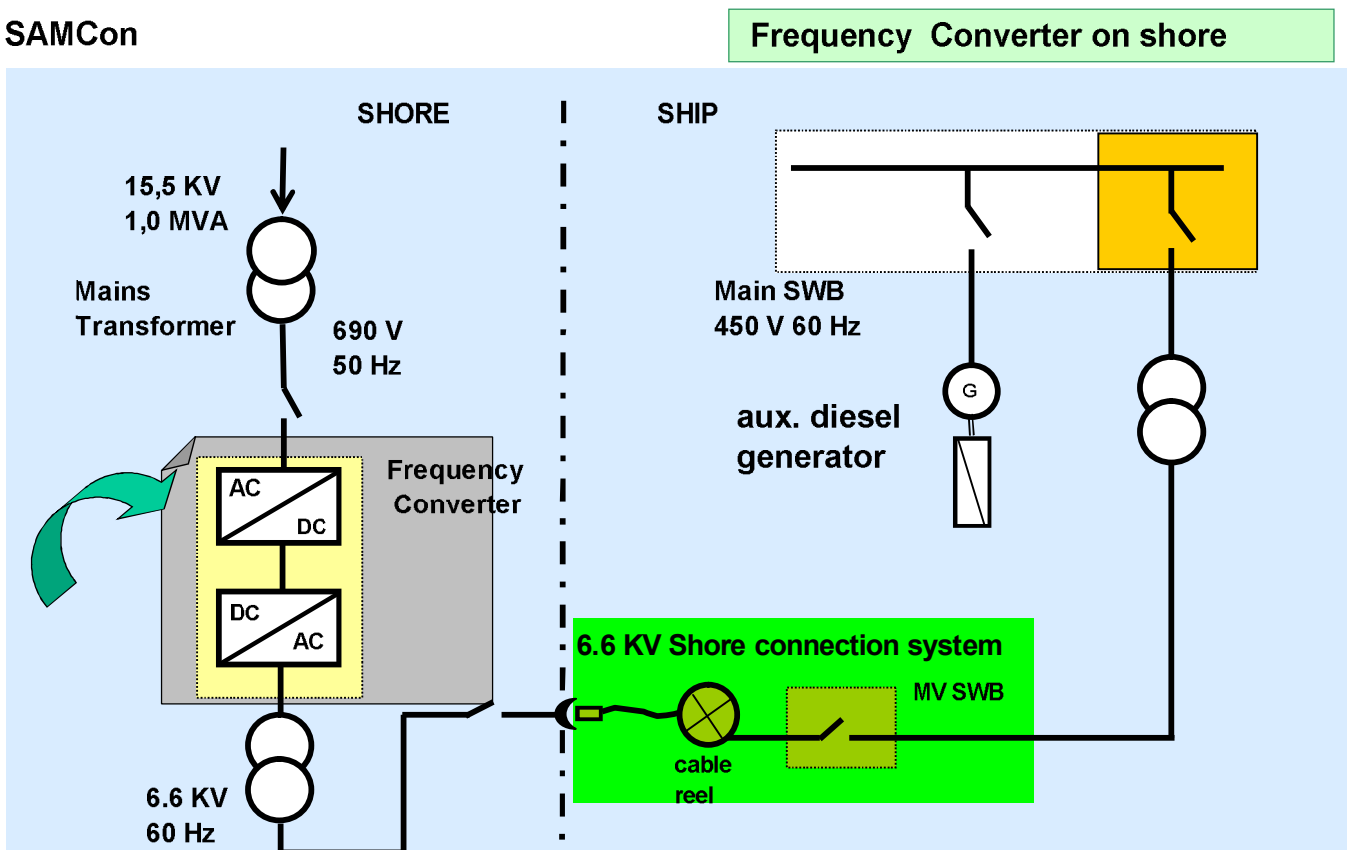 SAMCon
Frequency Converter on shore
SHORE
SHIP
15,5 KV
1,0 MVA
Mains
Transformer
690 V
50 Hz
Frequency
Converter
AC
DC
DC
AC
6.6 KV
60 Hz
Main SWB
450 V 60 Hz
G
aux. diesel
generator
6.6 KV Shore connection system
MV SWB
cable
reel